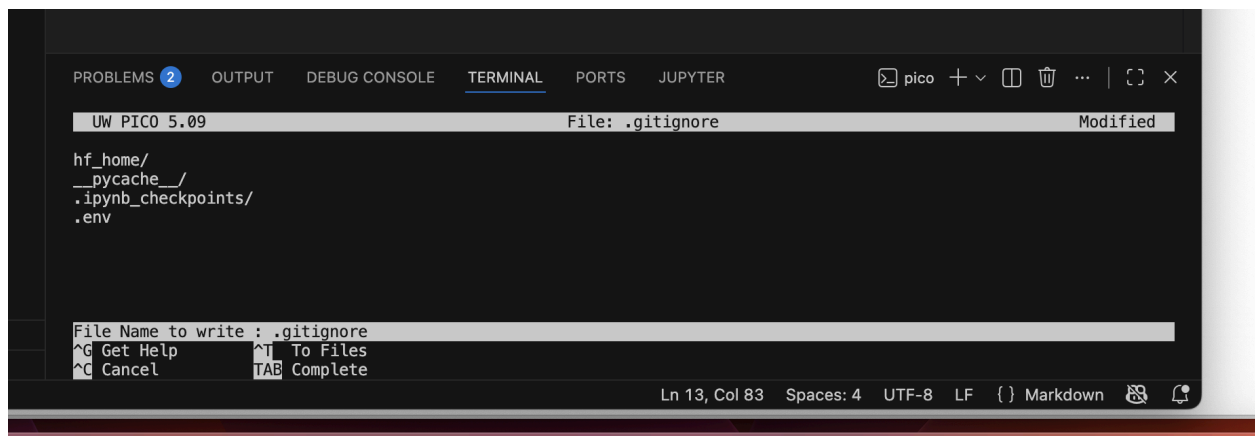 PROBLEMS 2 OUTPUT DEBUG CONSOLE TERMINAL PORTS JUPYTER pico
UW PICO 5.09 File: .gitignore Modified
hf_home/
__pycache__/
.ipynb_checkpoints/
.env
File Name to write : .gitignore
^G Get Help ^T To Files
^C Cancel TAB Complete
Ln 13, Col 83 Spaces: 4 UTF-8 LF { } Markdown